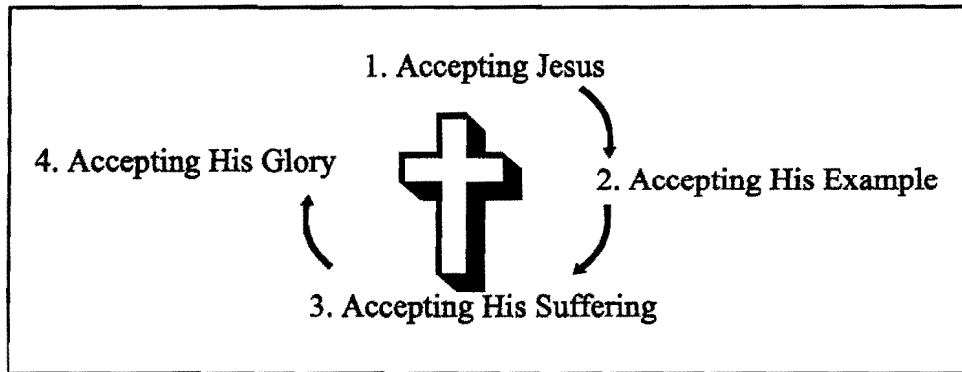 1. Accepting Jesus
2. Accepting His Example
3. Accepting His Suffering
4. Accepting His Glory